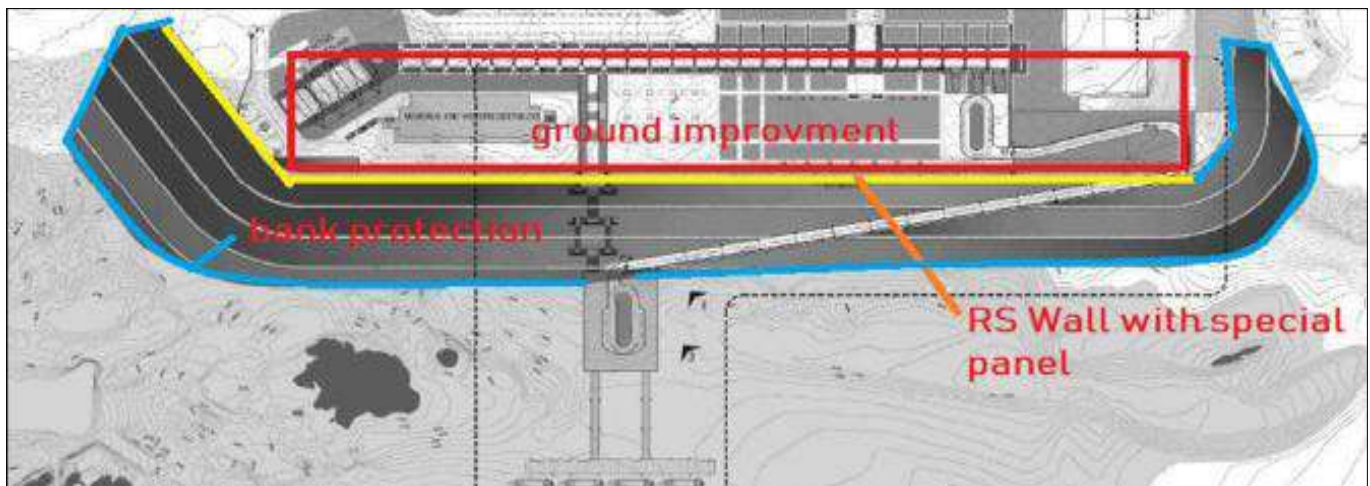 ground improvment
bank protection
RS Wall with special
panel